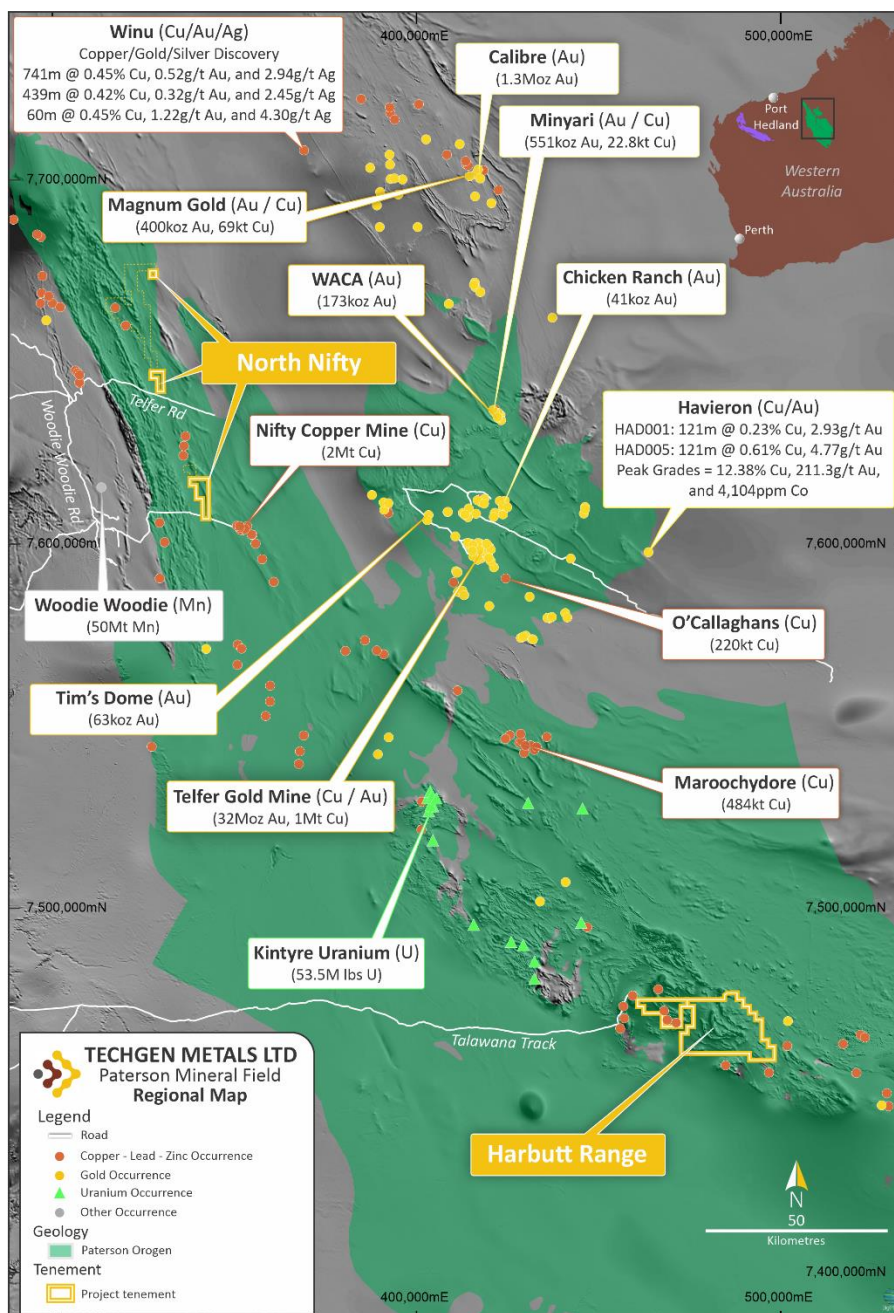 Winu (Cu/Au/Ag)
Copper/Gold/Silver Discovery
741m @ 0.45% Cu, 0.52g/t Au, and 2.94g/t Ag
439m @ 0.42% Cu, 0.32g/t Au, and 2.45g/t Ag
60m @ 0.45% Cu, 1.22g/t Au, and 4.30g/t Ag
400,000mE
500,000mE
Calibre (Au)
(1.3Moz Au)
Minyari (Au / Cu)
(551koz Au, 22.8kt Cu)
Port
Hedland
Western
Australia
Perth
7,700,000mN
Magnum Gold (Au / Cu)
(400koz Au, 69kt Cu)
WACA (Au)
(173koz Au)
Chicken Ranch (Au)
(41koz Au)
North Nifty
Telfer Rd
Woodie Woodie Rd
Nifty Copper Mine (Cu)
(2Mt Cu)
Havieron (Cu/Au)
HAD001: 121m @ 0.23% Cu, 2.93g/t Au
HAD005: 121m @ 0.61% Cu, 4.77g/t Au
Peak Grades = 12.38% Cu, 211.3g/t Au,
and 4,104ppm Co
7,600,000mN
7,600,000mN
Woodie Woodie (Mn)
(50Mt Mn)
O'Callaghans (Cu)
(220kt Cu)
Tim's Dome (Au)
(63koz Au)
Telfer Gold Mine (Cu / Au)
(32Moz Au, 1Mt Cu)
Maroochydore (Cu)
(484kt Cu)
7,500,000mN
7,500,000mN
Kintyre Uranium (U)
(53.5M lbs U)
Talawana Track
Harbutt Range
TECHGEN METALS LTD
Paterson Mineral Field
Regional Map
Legend
Road
Copper - Lead - Zinc Occurrence
Gold Occurrence
Uranium Occurrence
Other Occurrence
Geology
Paterson Orogen
Tenement
Project tenement
N
50
Kilometres
7,400,000mN
400,000mE
500,000mE